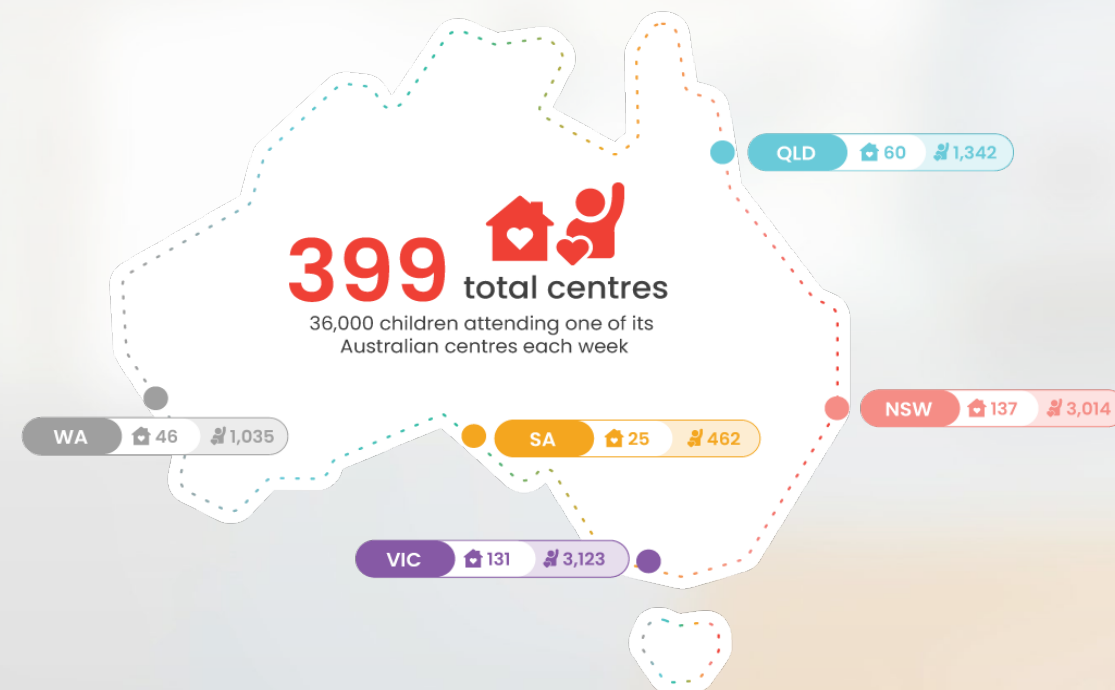 QLD 60 1,342
399 total centres
36,000 children attending one of its
Australian centres each week
NSW 137 3,014
WA 46 1,035
SA 25 462
VIC 131 3,123